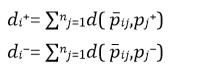 dᵢ⁺= ∑ⁿⱼ₌₁d( p̄ᵢⱼ,pⱼ⁺)
dᵢ⁻= ∑ⁿⱼ₌₁d( p̄ᵢⱼ,pⱼ⁻)